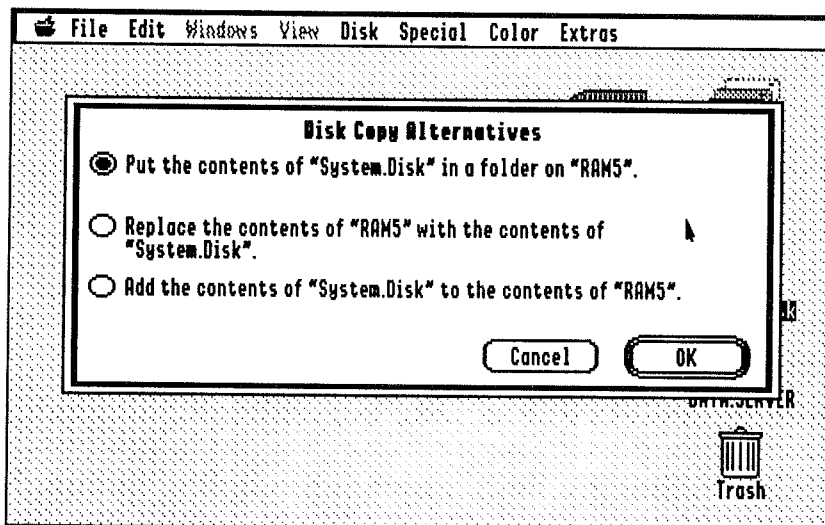 File Edit Windows View Disk Special Color Extras
Disk Copy Alternatives
Put the contents of "System.Disk" in a folder on "RAM5".
Replace the contents of "RAM5" with the contents of
"System.Disk".
Add the contents of "System.Disk" to the contents of "RAM5".
Cancel OK
Trash